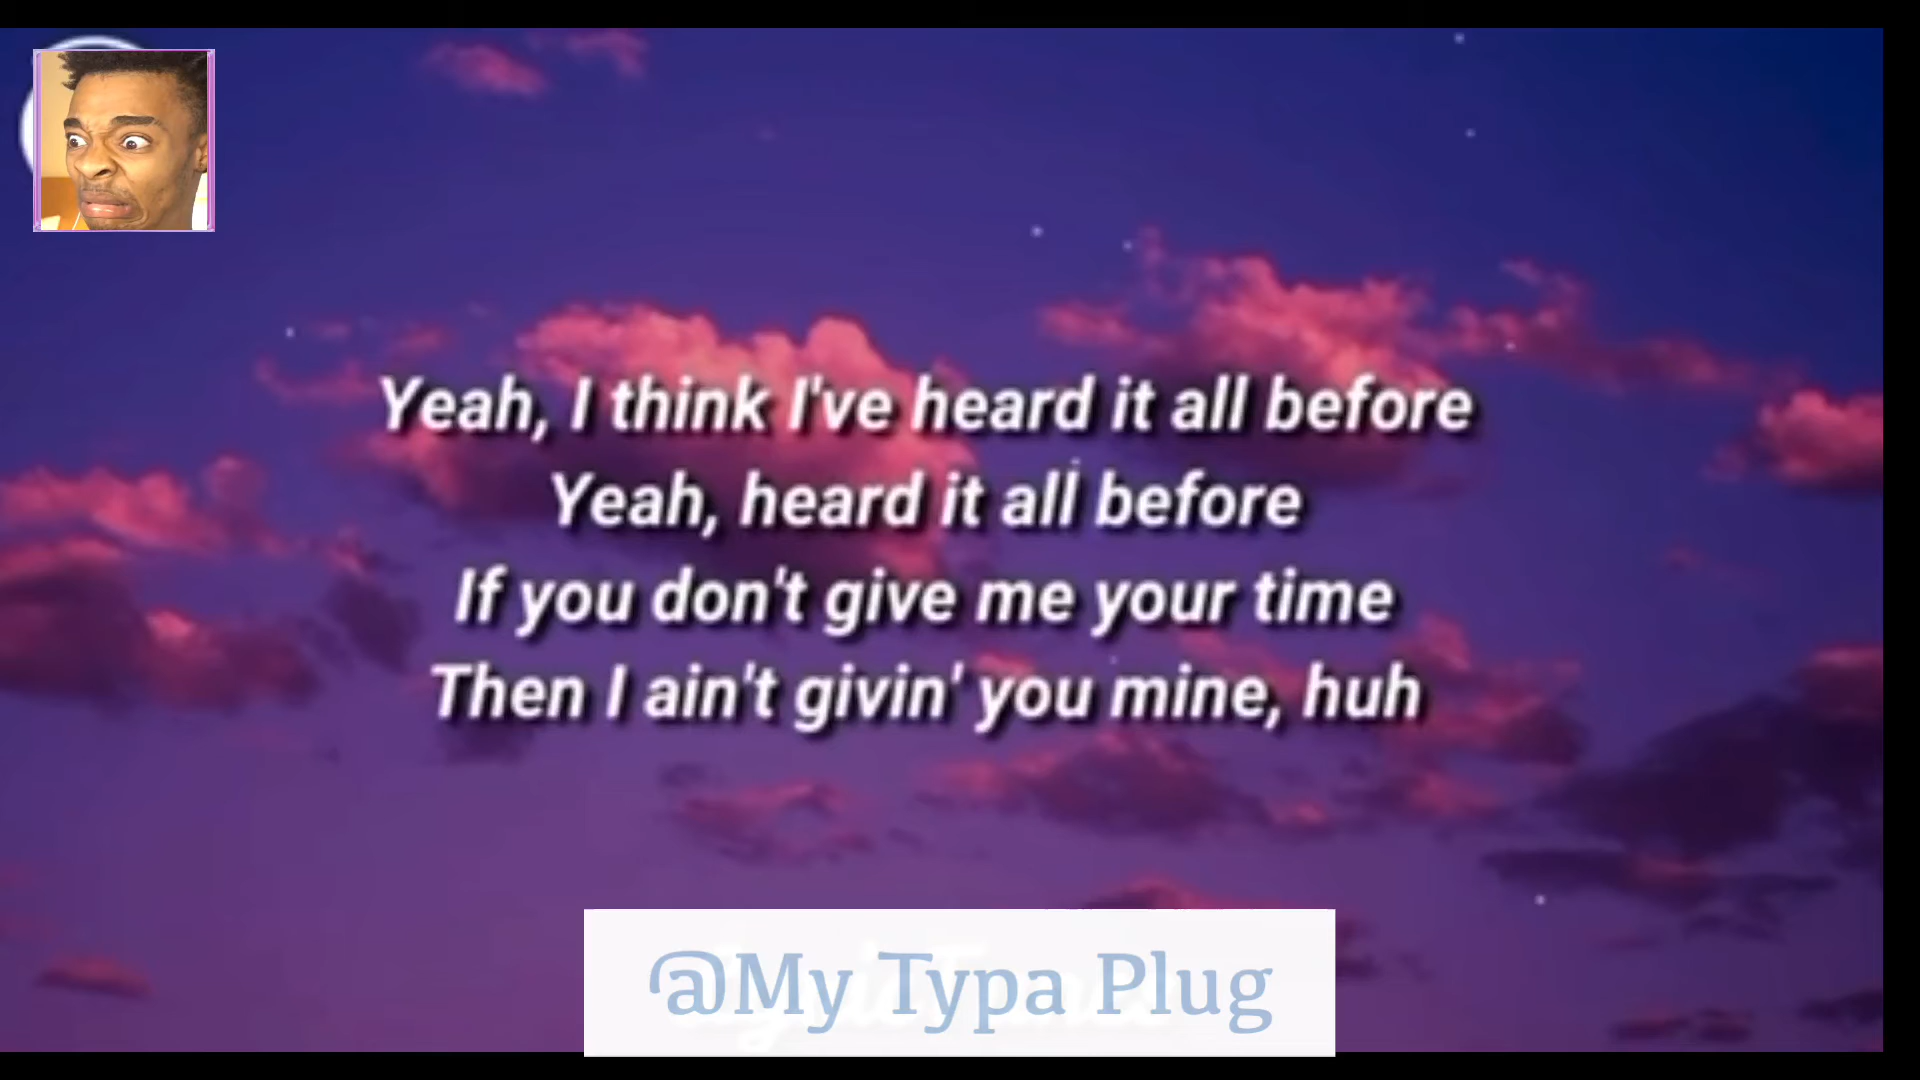 Yeah, I think I've heard it all before
Yeah, heard it all before
If you don't give me your time
Then I ain't givin' you mine, huh
@My Typa Plug